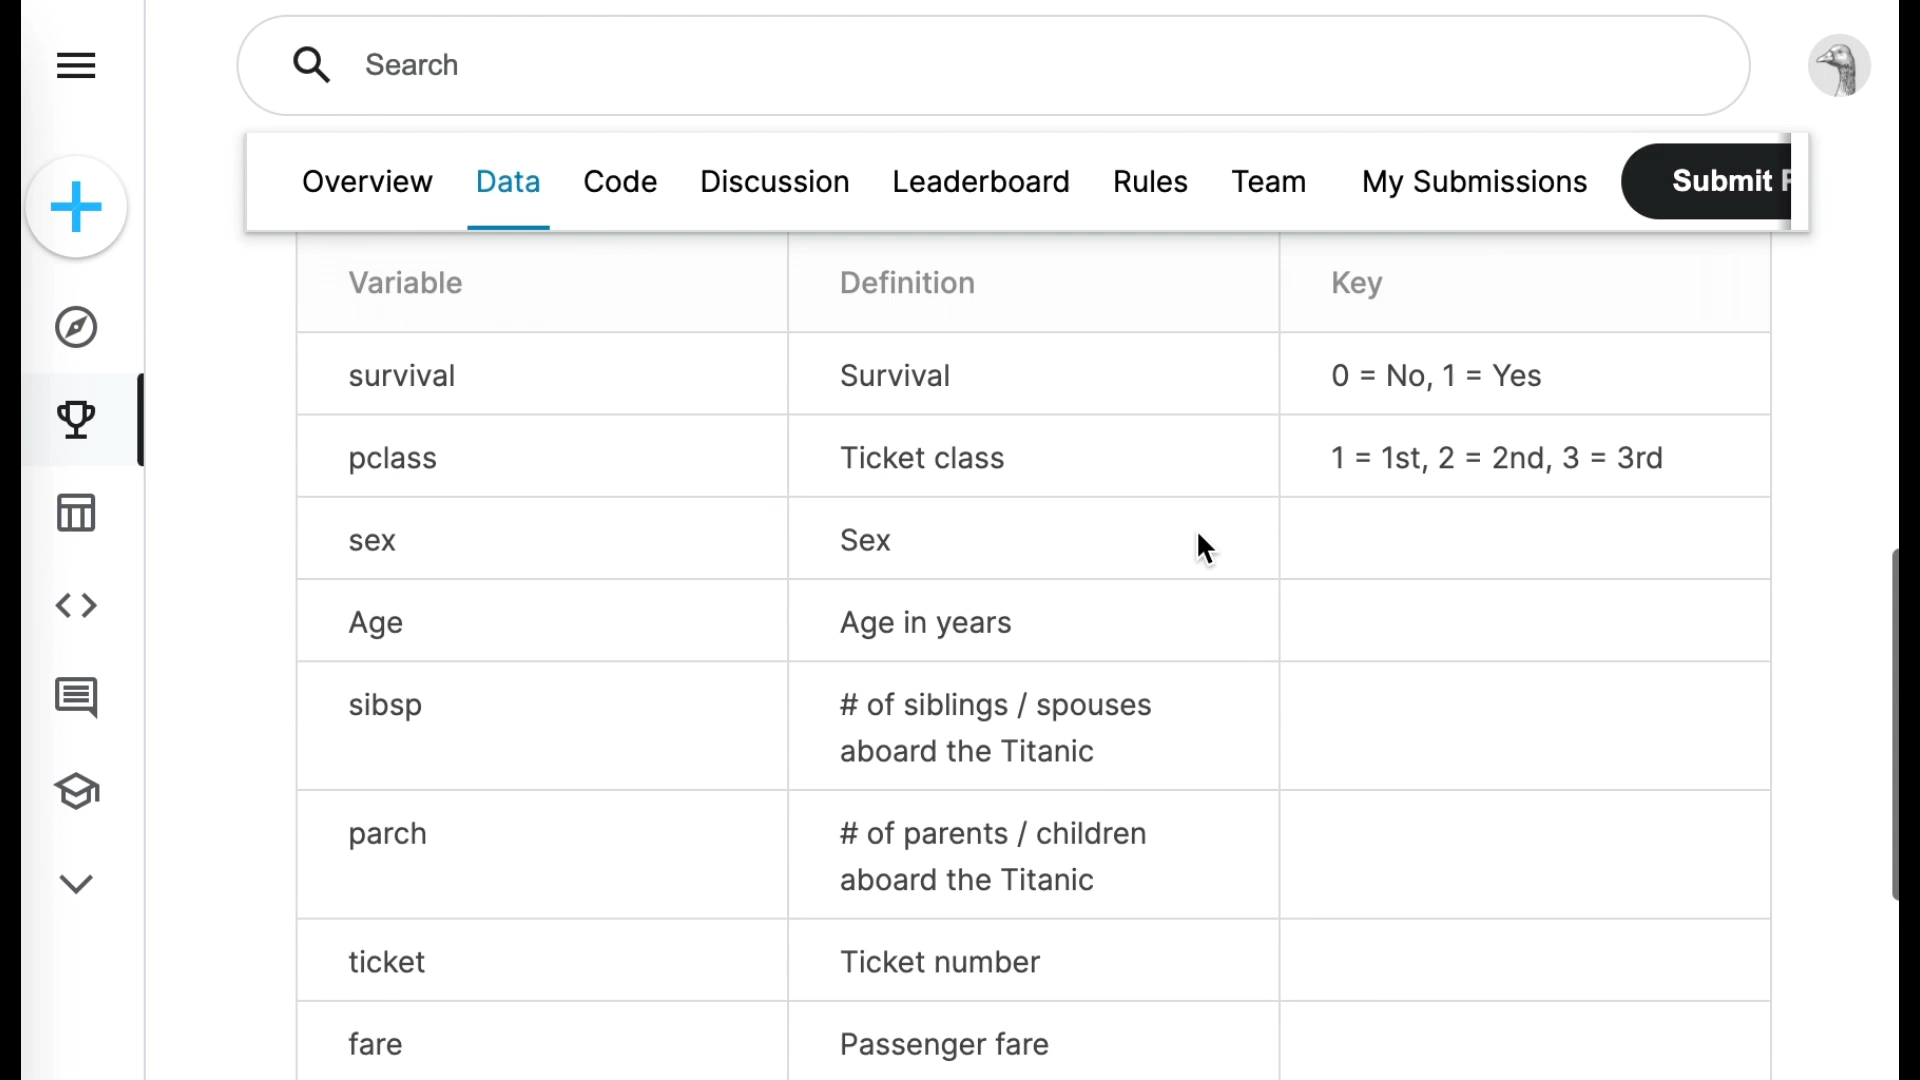 Search
Overview Data Code Discussion Leaderboard Rules Team My Submissions Submit
Variable Definition Key
survival Survival 0 = No, 1 = Yes
pclass Ticket class 1 = 1st, 2 = 2nd, 3 = 3rd
sex Sex
Age Age in years
sibsp # of siblings / spouses
aboard the Titanic
parch # of parents / children
aboard the Titanic
ticket Ticket number
fare Passenger fare